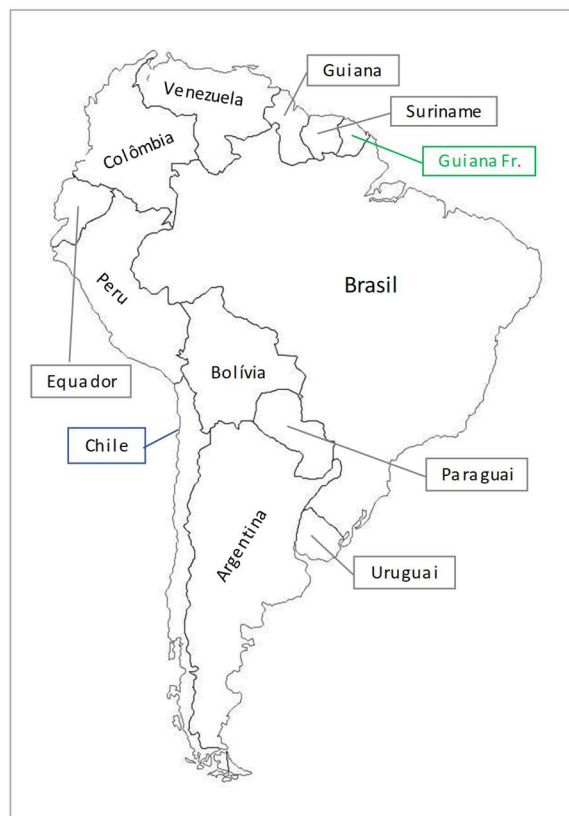 Guiana
Venezuela
Suriname
Colômbia
Guiana Fr.
Brasil
Peru
Equador
Bolívia
Chile
Paraguai
Argentina
Uruguai